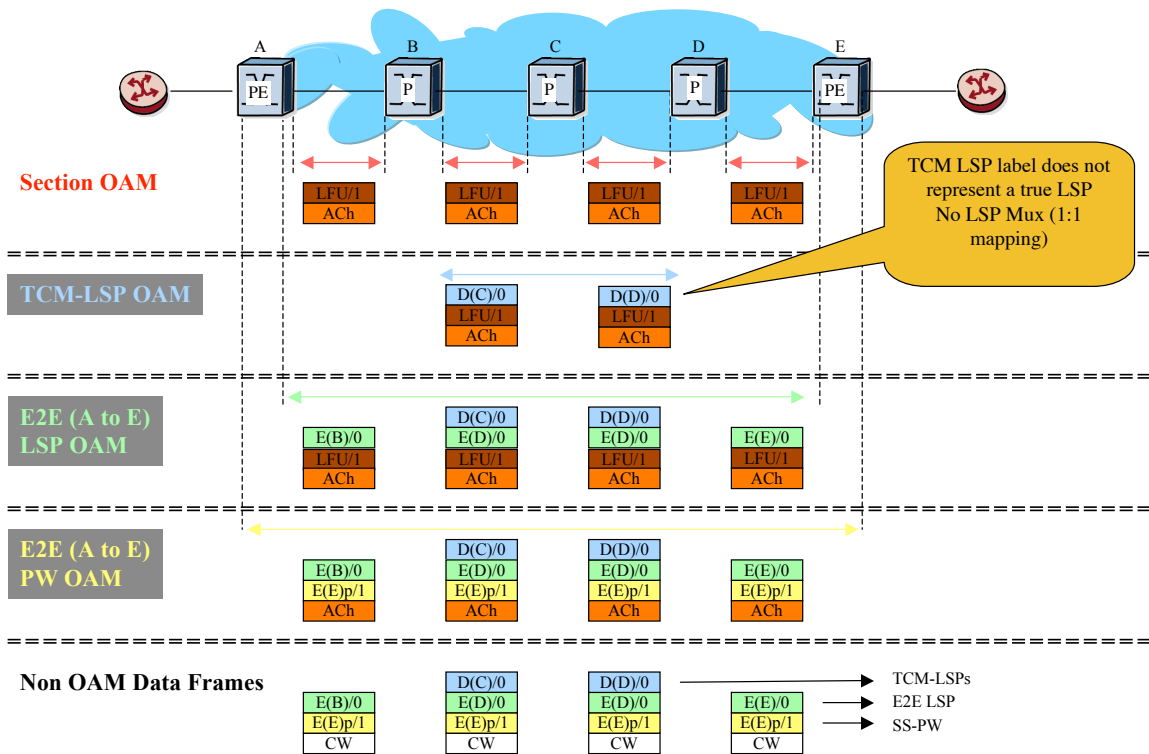 A B C D E
PE P P P PE
TCM LSP label does not
represent a true LSP
No LSP Mux (1:1
mapping)
Section OAM
LFU/1 LFU/1 LFU/1 LFU/1
ACh ACh ACh ACh
TCM-LSP OAM
D(C)/0 D(D)/0
LFU/1 LFU/1
ACh ACh
E2E (A to E)
LSP OAM
D(C)/0 D(D)/0
E(B)/0 E(D)/0 E(D)/0 E(E)/0
LFU/1 LFU/1 LFU/1 LFU/1
ACh ACh ACh ACh
E2E (A to E)
PW OAM
D(C)/0 D(D)/0
E(B)/0 E(D)/0 E(D)/0 E(E)/0
E(E)p/1 E(E)p/1 E(E)p/1 E(E)p/1
ACh ACh ACh ACh
Non OAM Data Frames
D(C)/0 D(D)/0 TCM-LSPs
E(B)/0 E(D)/0 E(D)/0 E(E)/0 E2E LSP
E(E)p/1 E(E)p/1 E(E)p/1 E(E)p/1 SS-PW
CW CW CW CW